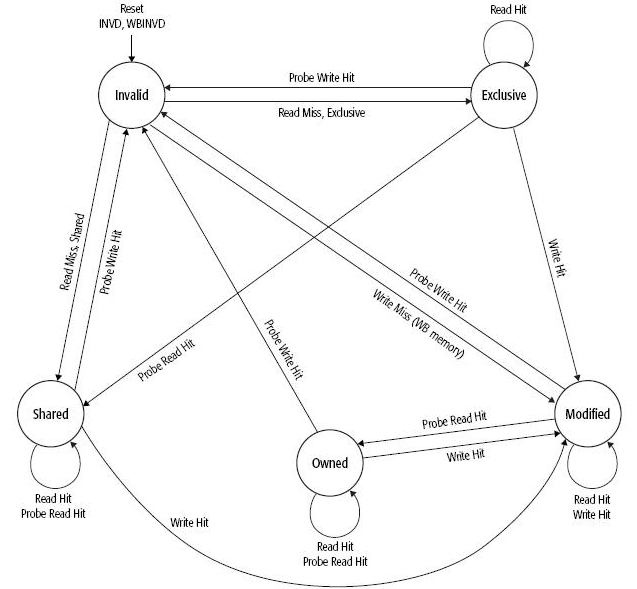 Reset
INVD, WBINVD
Read Hit
Invalid
Probe Write Hit
Exclusive
Read Miss, Exclusive
Read Miss, Shared
Probe Write Hit
Write Hit
Probe Write Hit
Write Miss (WB memory)
Probe Write Hit
Probe Read Hit
Shared
Probe Read Hit
Modified
Write Hit
Owned
Read Hit
Probe Read Hit
Read Hit
Write Hit
Write Hit
Read Hit
Probe Read Hit